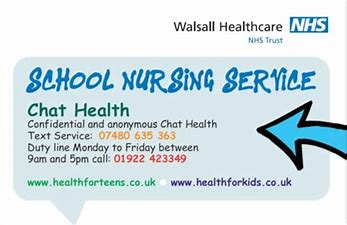 Walsall Healthcare NHS
NHS Trust
SCHOOL NURSING SERVICE
Chat Health
Confidential and anonymous Chat Health
Text Service: 07480 635 363
Duty line Monday to Friday between
9am and 5pm call: 01922 423349
www.healthforteens.co.uk • www.healthforkids.co.uk